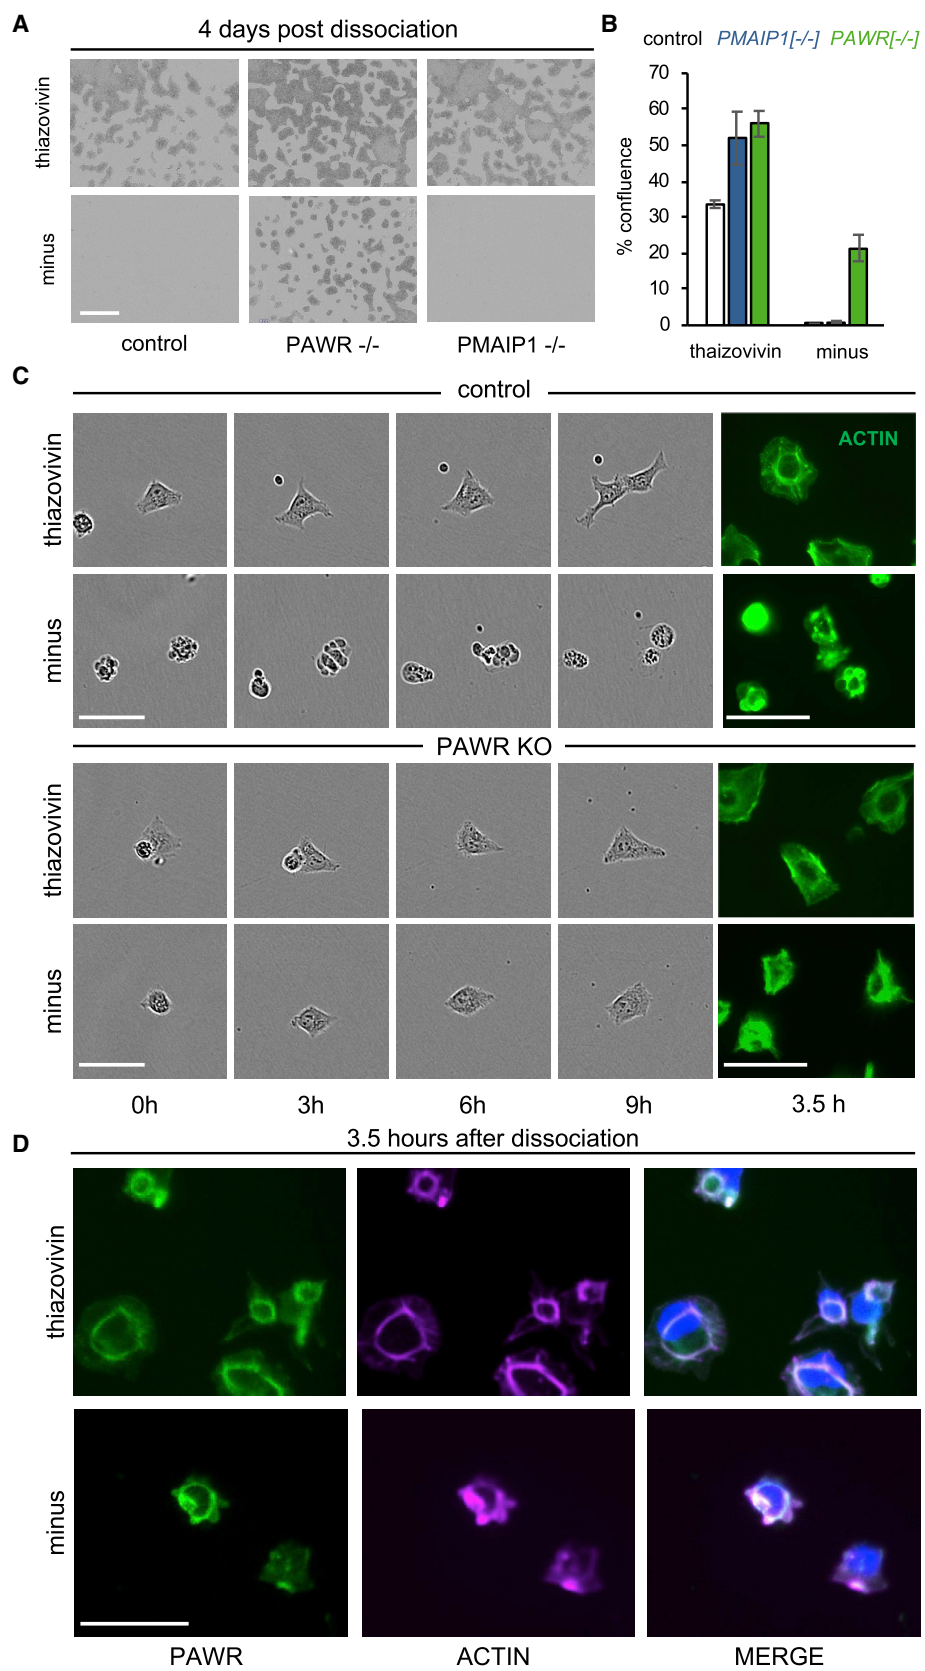 A
4 days post dissociation
thiazovivin
minus
control
PAWR -/-
PMAIP1 -/-
B
control PMAIP1[-/-] PAWR[-/-]
% confluence
70
60
50
40
30
20
10
0
thaizovivin
minus
C
control
thiazovivin
ACTIN
minus
PAWR KO
thiazovivin
minus
0h
3h
6h
9h
3.5 h
D
3.5 hours after dissociation
thiazovivin
minus
PAWR
ACTIN
MERGE